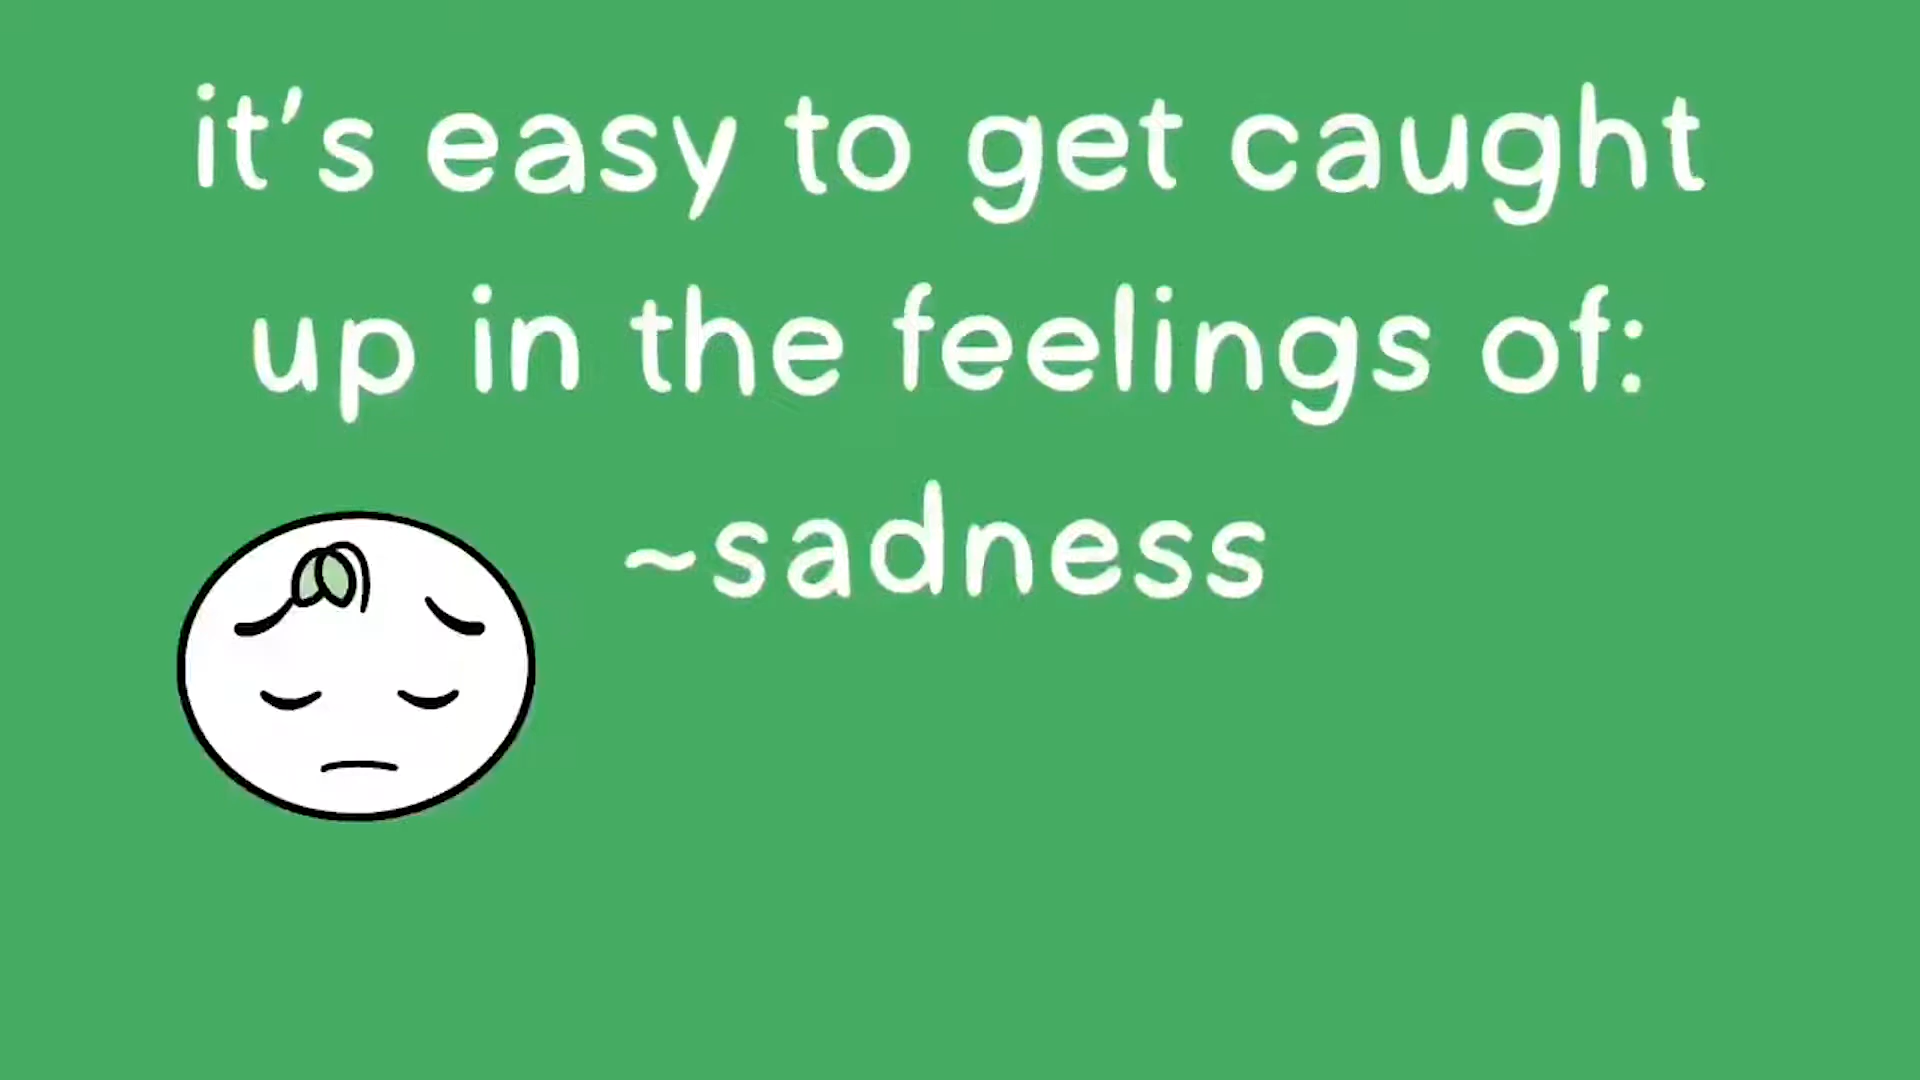 it's easy to get caught
up in the feelings of:
~sadness